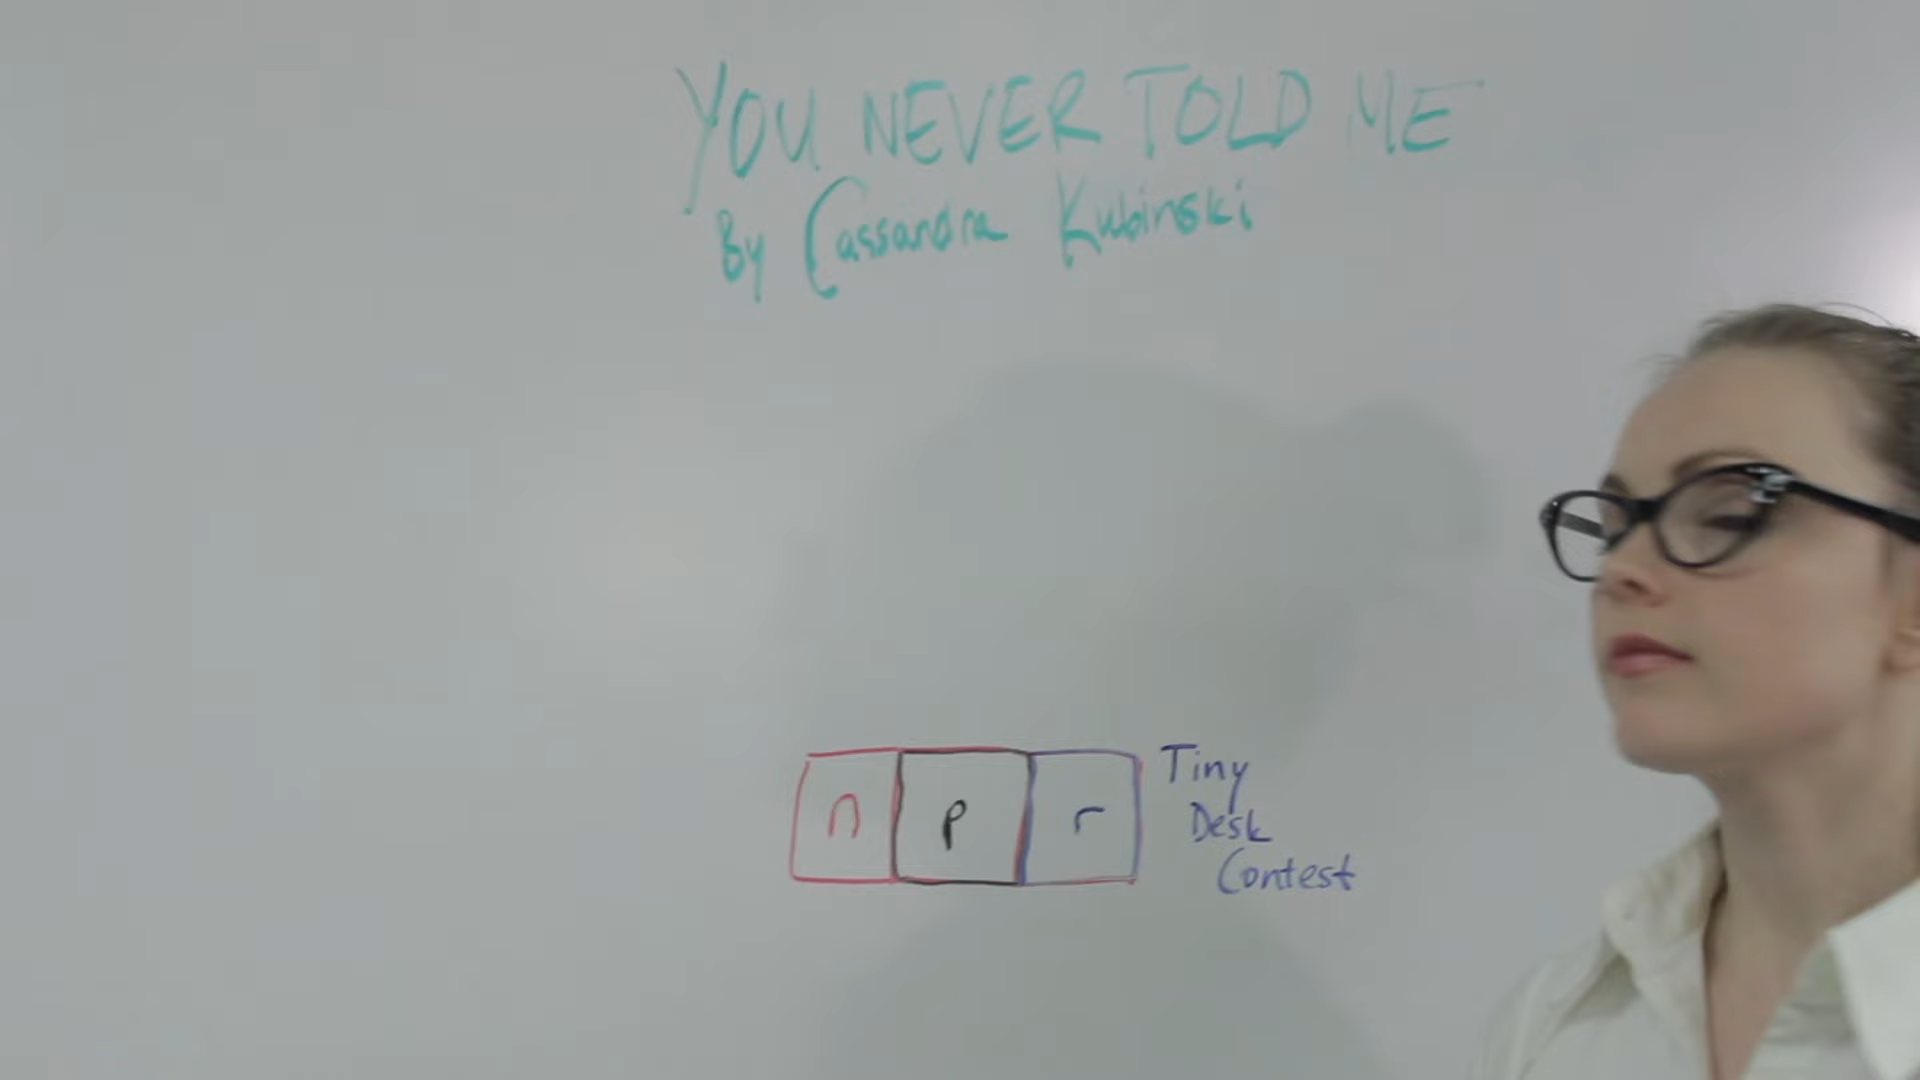 YOU NEVER TOLD ME
By Cassandra Kubinski
n p r
Tiny
Desk
Contest